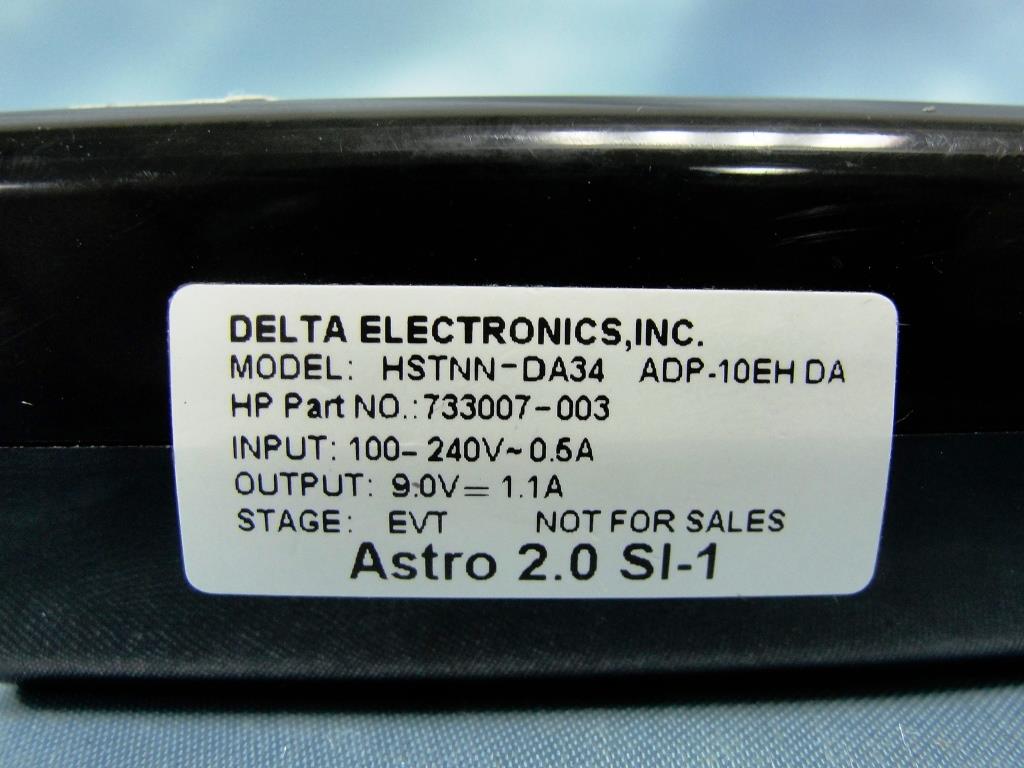 DELTA ELECTRONICS,INC.
MODEL: HSTNN-DA34 ADP-10EH DA
HP Part NO.:733007-003
INPUT: 100-240V~0.5A
OUTPUT: 9.0V⎓1.1A
STAGE: EVT NOT FOR SALES
Astro 2.0 SI-1